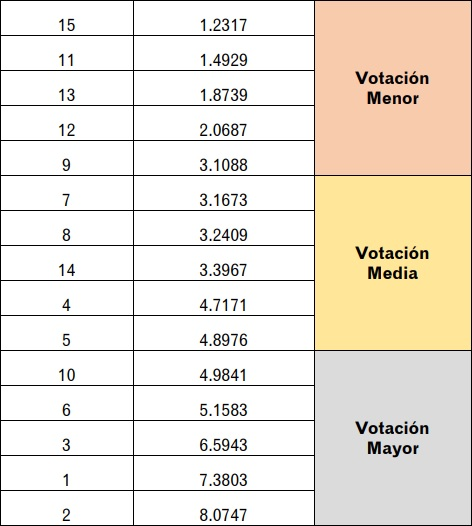 15 1.2317
11 1.4929
13 1.8739
12 2.0687
9 3.1088
Votación
Menor
7 3.1673
8 3.2409
14 3.3967
4 4.7171
5 4.8976
Votación
Media
10 4.9841
6 5.1583
3 6.5943
1 7.3803
2 8.0747
Votación
Mayor